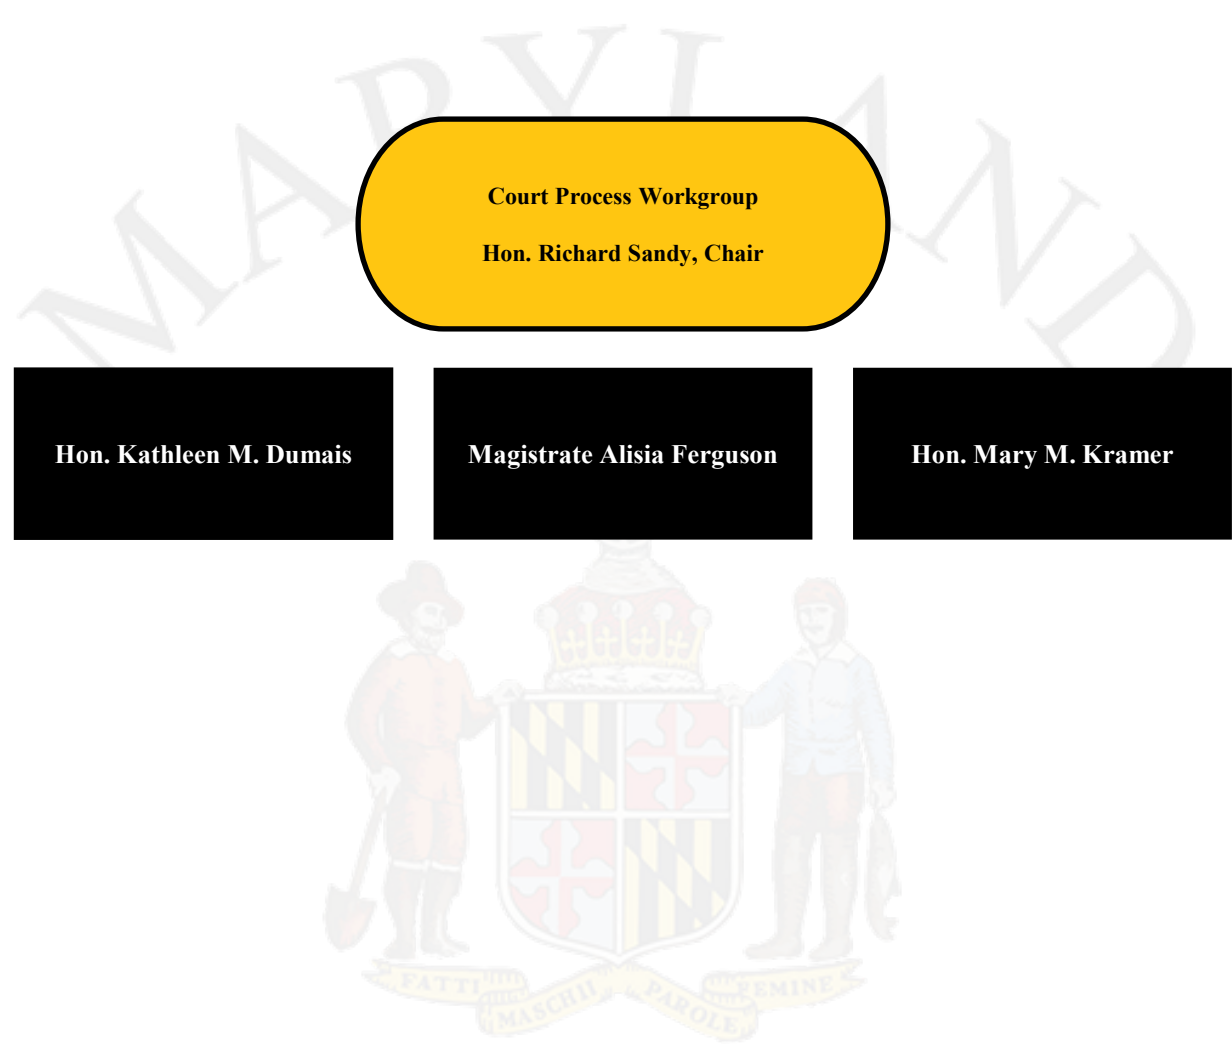 MARYLAND
Court Process Workgroup
Hon. Richard Sandy, Chair
Hon. Kathleen M. Dumais
Magistrate Alisia Ferguson
Hon. Mary M. Kramer
FATTI MASCHII PAROLE FEMINE